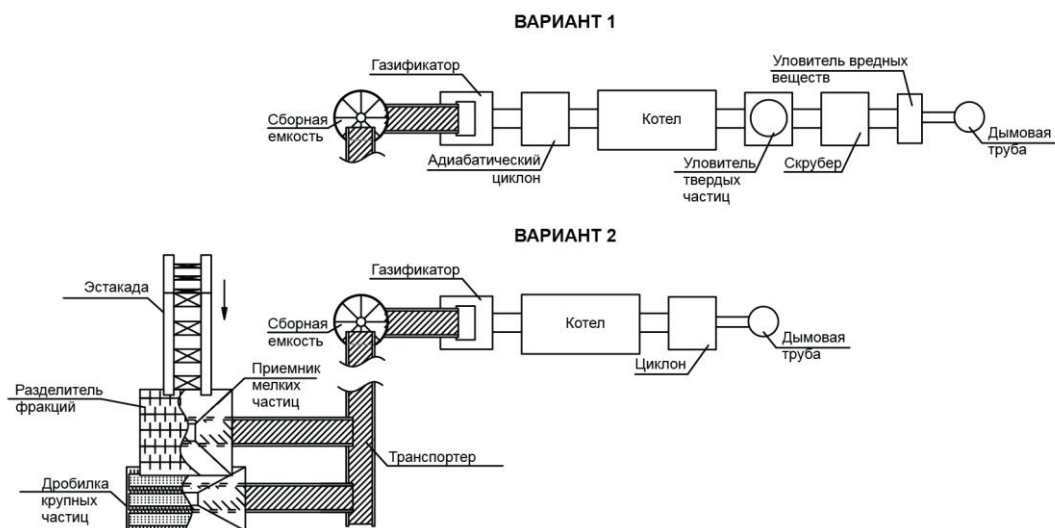 ВАРИАНТ 1
Газификатор
Уловитель вредных
веществ
Сборная
емкость
Котел
Дымовая
труба
Адиабатический
циклон
Уловитель
твердых
частиц
Скрубер
ВАРИАНТ 2
Газификатор
Эстакада
Сборная
емкость
Котел
Дымовая
труба
Циклон
Приемник
мелких
частиц
Разделитель
фракций
Транспортер
Дробилка
крупных
частиц